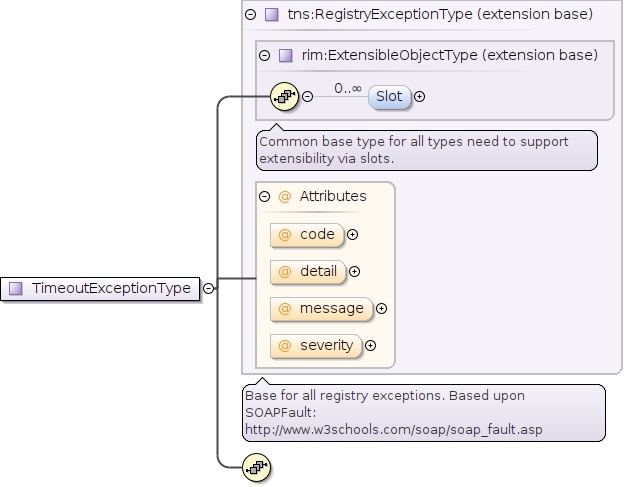 tns:RegistryExceptionType (extension base)
rim:ExtensibleObjectType (extension base)
0..∞
Slot
Common base type for all types need to support
extensibility via slots.
@ Attributes
@ code
@ detail
@ message
@ severity
TimeoutExceptionType
Base for all registry exceptions. Based upon
SOAPFault:
http://www.w3schools.com/soap/soap_fault.asp